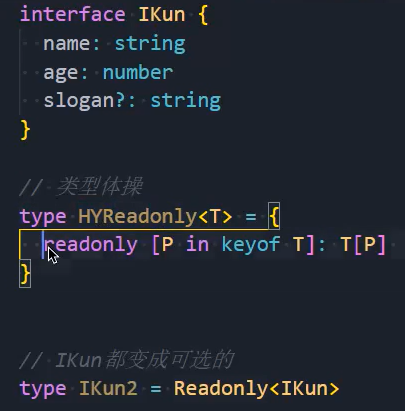 interface IKun {
name: string
age: number
slogan?: string
}
// 类型体操
type HYReadonly<T> = {
readonly [P in keyof T]: T[P]
}
// IKun都变成可选的
type IKun2 = Readonly<IKun>